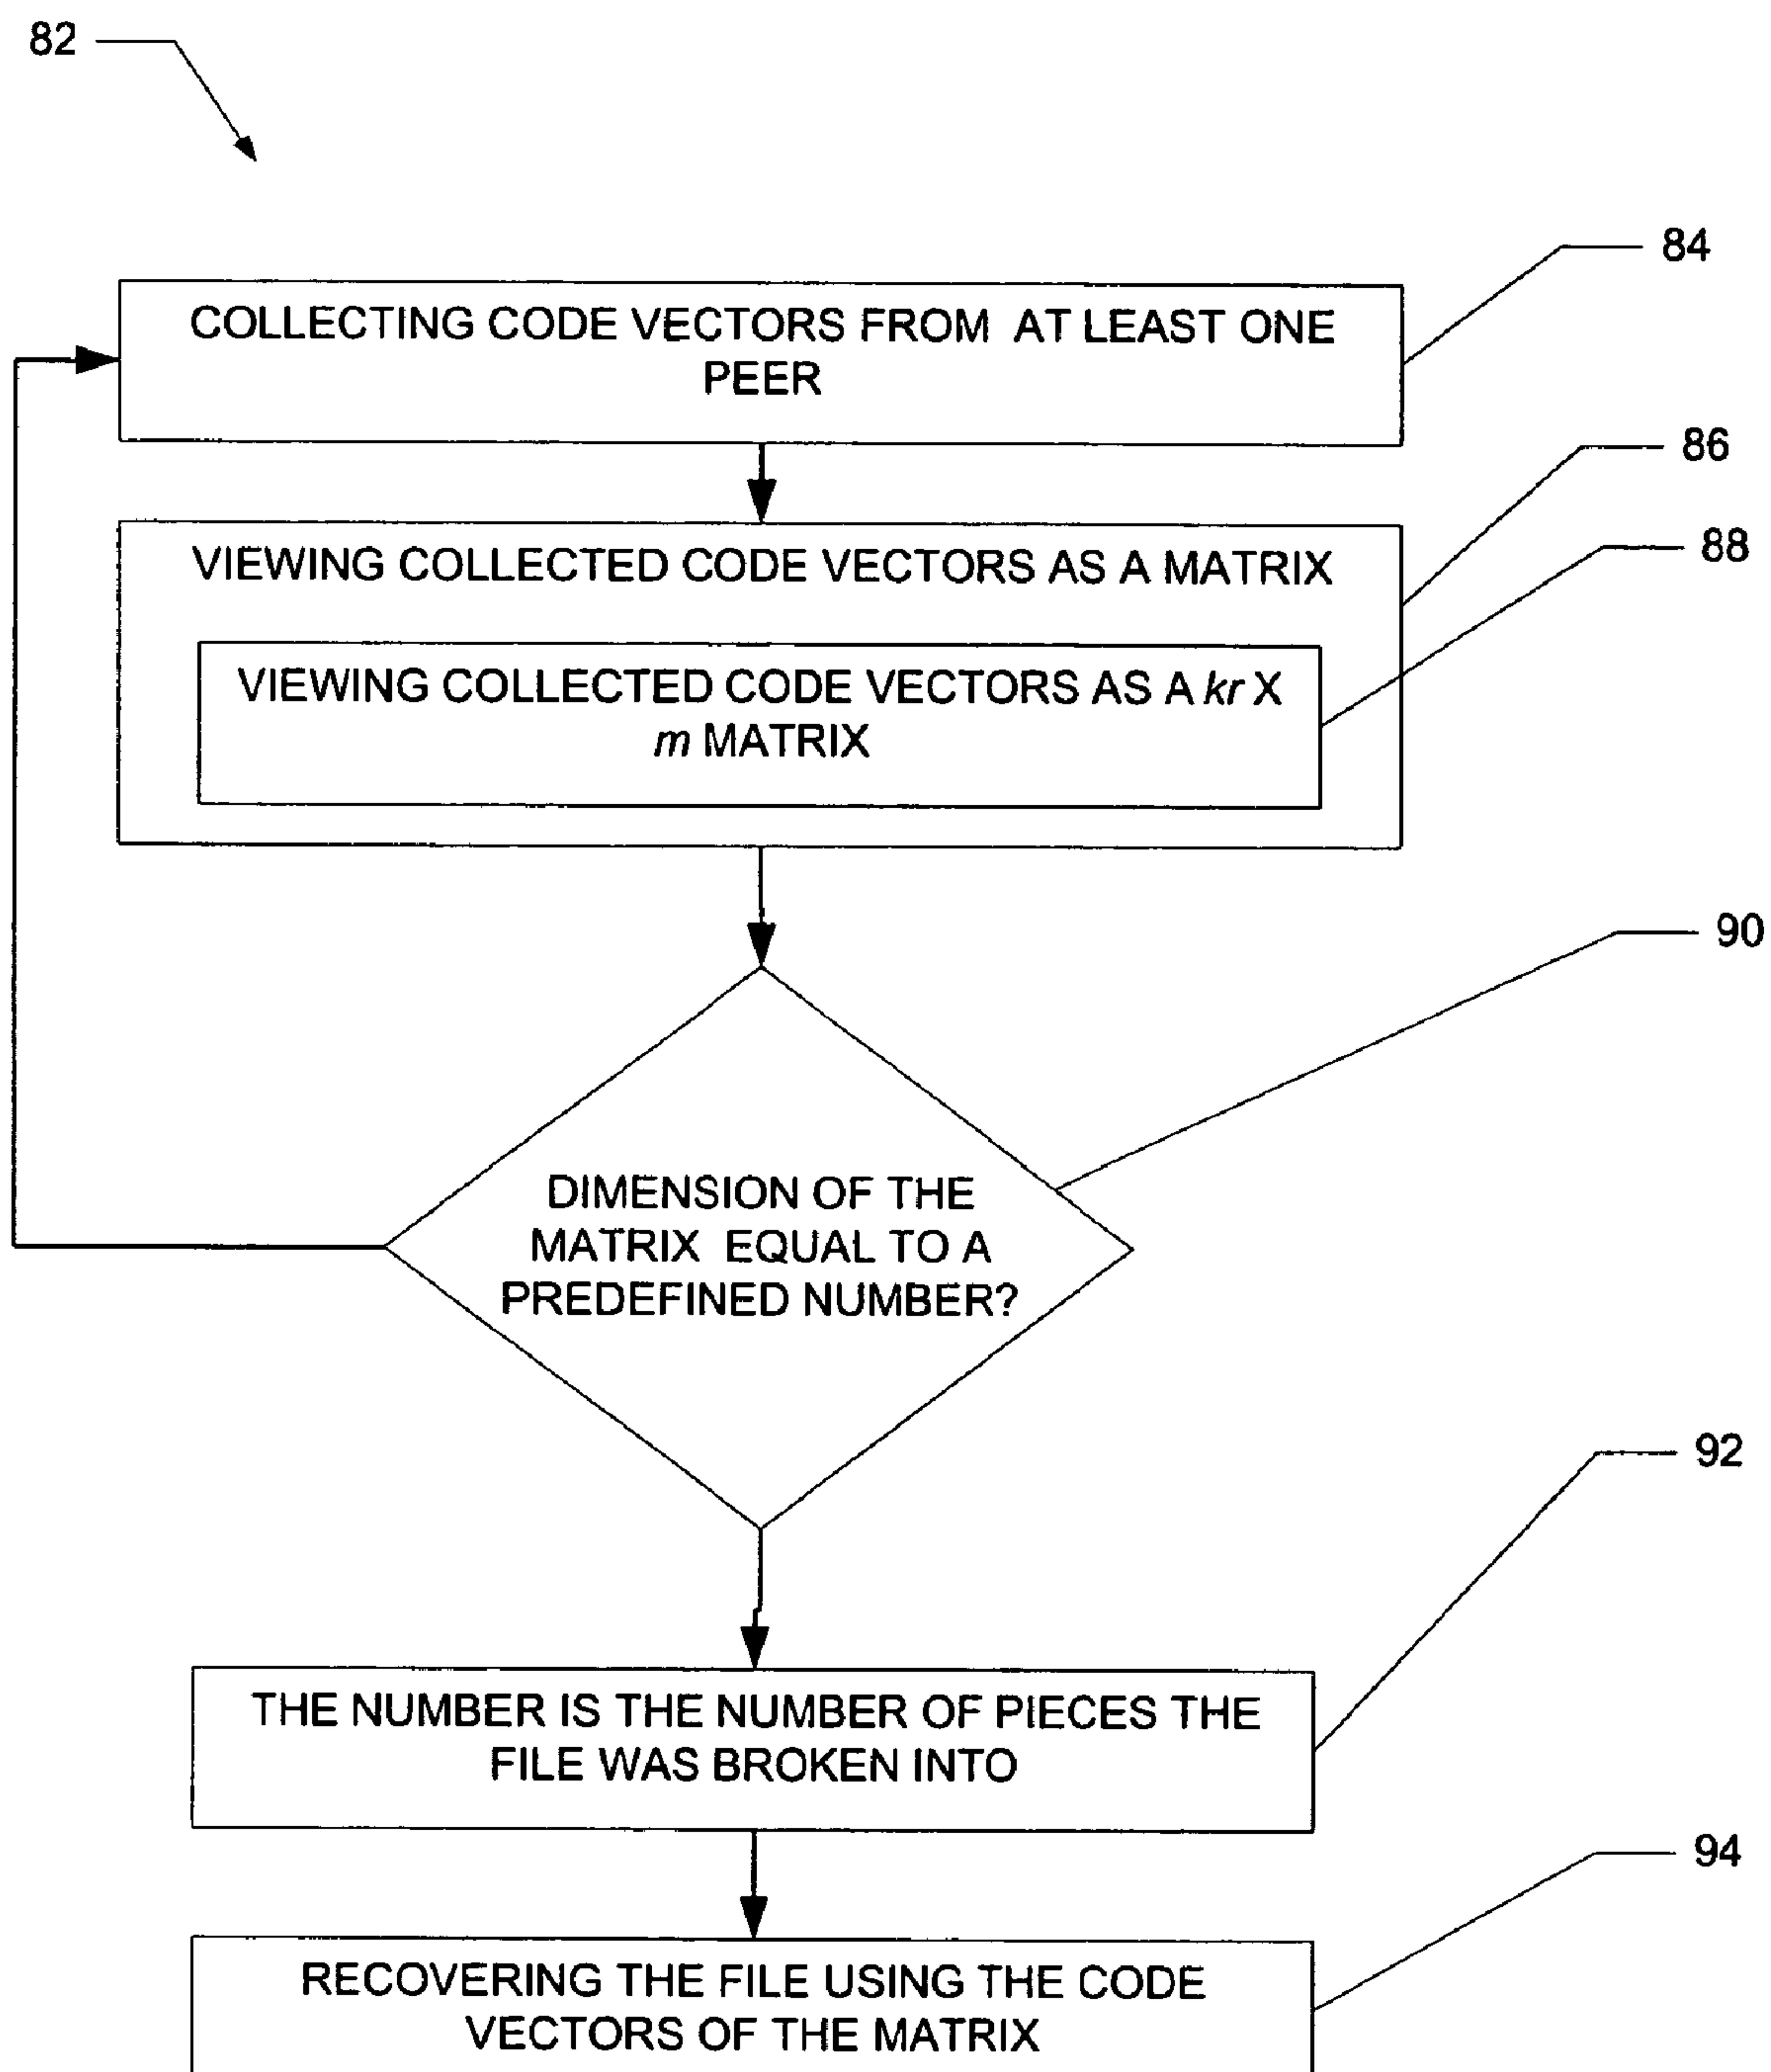 82
84
COLLECTING CODE VECTORS FROM AT LEAST ONE
PEER
86
VIEWING COLLECTED CODE VECTORS AS A MATRIX
88
VIEWING COLLECTED CODE VECTORS AS A kr X
m MATRIX
90
DIMENSION OF THE
MATRIX EQUAL TO A
PREDEFINED NUMBER?
92
THE NUMBER IS THE NUMBER OF PIECES THE
FILE WAS BROKEN INTO
94
RECOVERING THE FILE USING THE CODE
VECTORS OF THE MATRIX